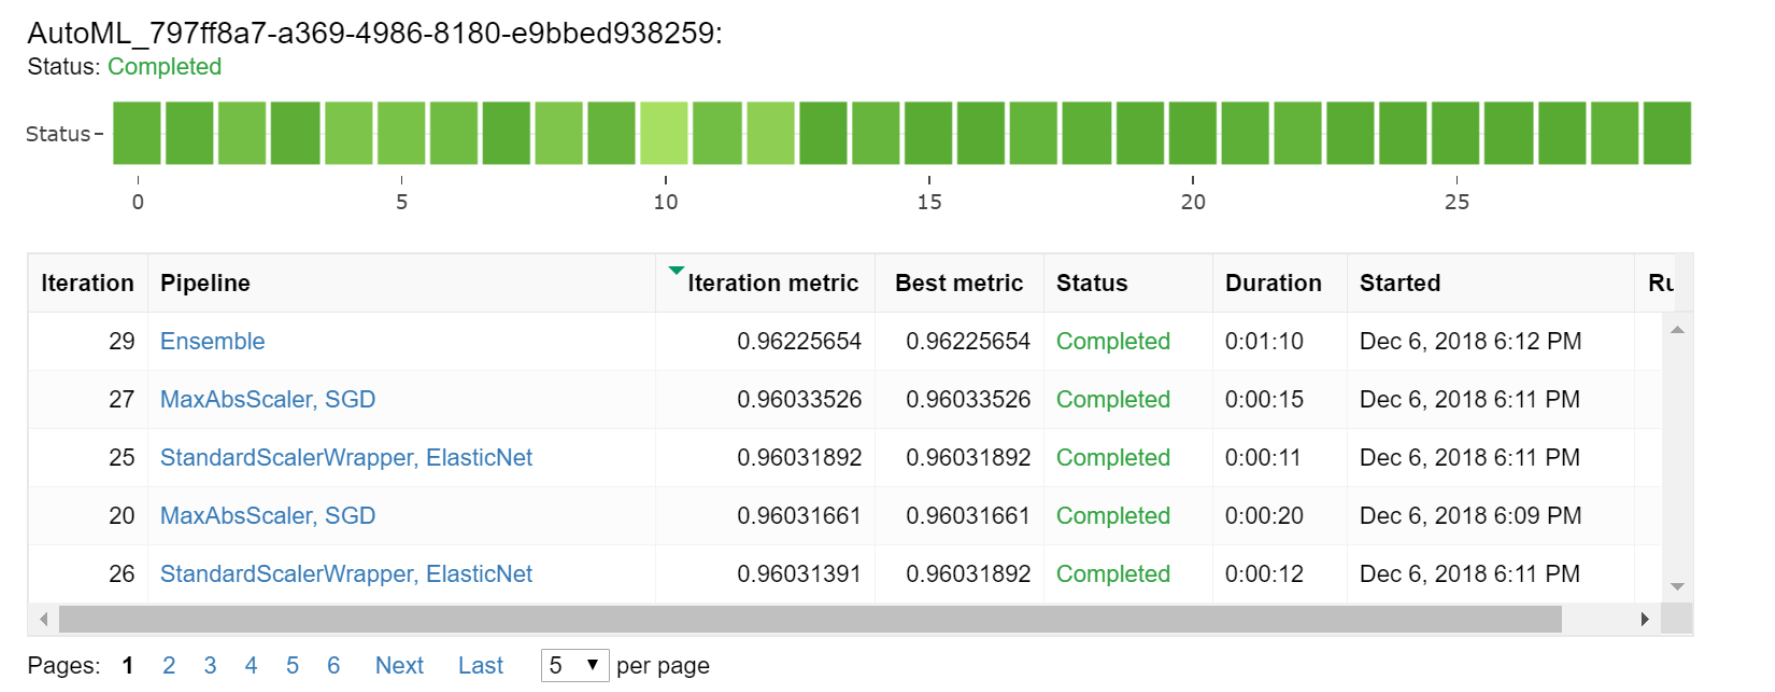 AutoML_797ff8a7-a369-4986-8180-e9bbed938259:
Status: Completed
Status
0 5 10 15 20 25
Iteration Pipeline Iteration metric Best metric Status Duration Started Ru
29 Ensemble 0.96225654 0.96225654 Completed 0:01:10 Dec 6, 2018 6:12 PM
27 MaxAbsScaler, SGD 0.96033526 0.96033526 Completed 0:00:15 Dec 6, 2018 6:11 PM
25 StandardScalerWrapper, ElasticNet 0.96031892 0.96031892 Completed 0:00:11 Dec 6, 2018 6:11 PM
20 MaxAbsScaler, SGD 0.96031661 0.96031661 Completed 0:00:20 Dec 6, 2018 6:09 PM
26 StandardScalerWrapper, ElasticNet 0.96031391 0.96031892 Completed 0:00:12 Dec 6, 2018 6:11 PM
Pages: 1 2 3 4 5 6 Next Last 5 per page